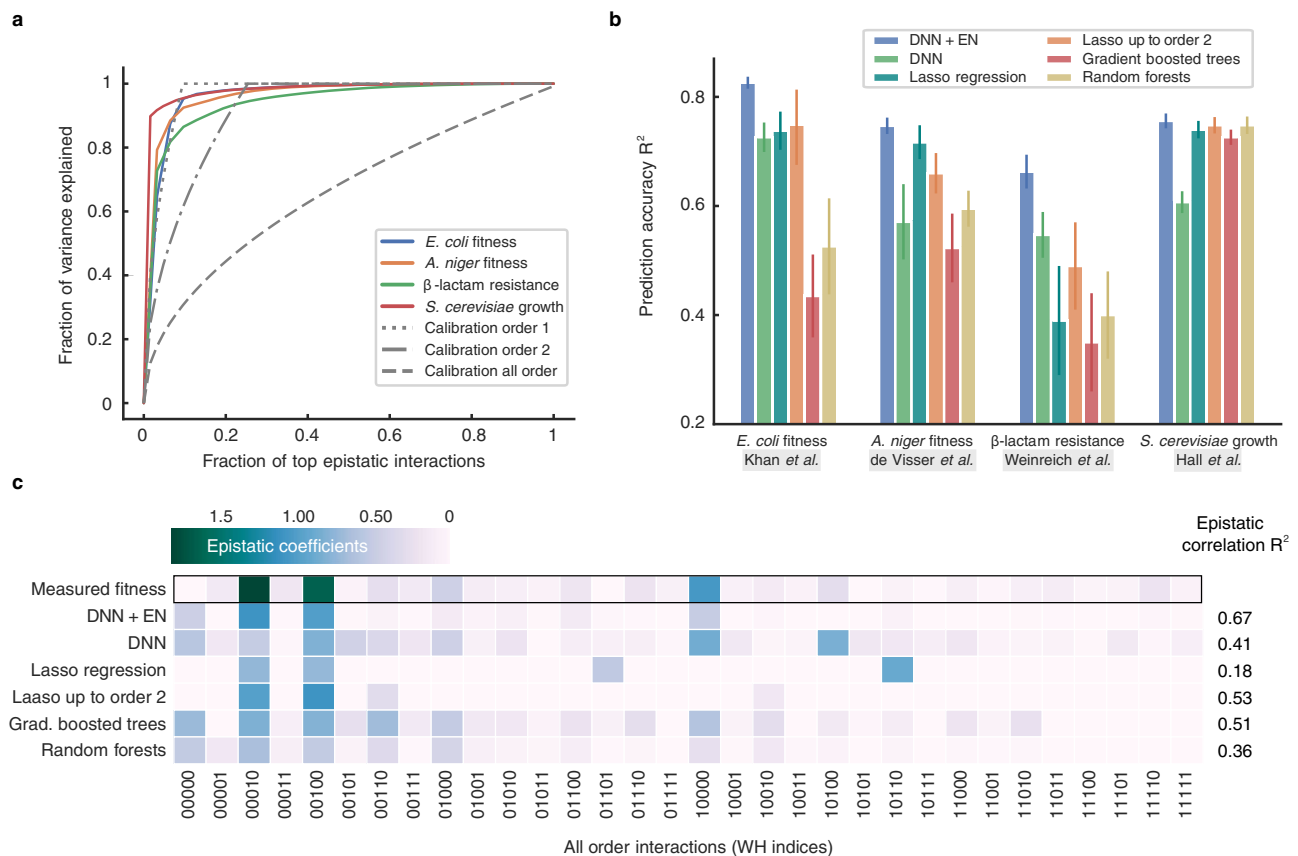 a
1
0.8
0.6
0.4
0.2
0
0
0.2
0.4
0.6
0.8
1
Fraction of variance explained
Fraction of top epistatic interactions
E. coli fitness
A. niger fitness
β-lactam resistance
S. cerevisiae growth
Calibration order 1
Calibration order 2
Calibration all order
b
DNN + EN
DNN
Lasso regression
Lasso up to order 2
Gradient boosted trees
Random forests
0.8
0.6
0.4
0.2
Prediction accuracy R²
E. coli fitness
Khan et al.
A. niger fitness
de Visser et al.
β-lactam resistance
Weinreich et al.
S. cerevisiae growth
Hall et al.
c
1.5 1.00 0.50 0
Epistatic coefficients
Epistatic
correlation R²
Measured fitness
DNN + EN 0.67
DNN 0.41
Lasso regression 0.18
Laaso up to order 2 0.53
Grad. boosted trees 0.51
Random forests 0.36
00000
00001
00010
00011
00100
00101
00110
00111
01000
01001
01010
01011
01100
01101
01110
01111
10000
10001
10010
10011
10100
10101
10110
10111
11000
11001
11010
11011
11100
11101
11110
11111
All order interactions (WH indices)